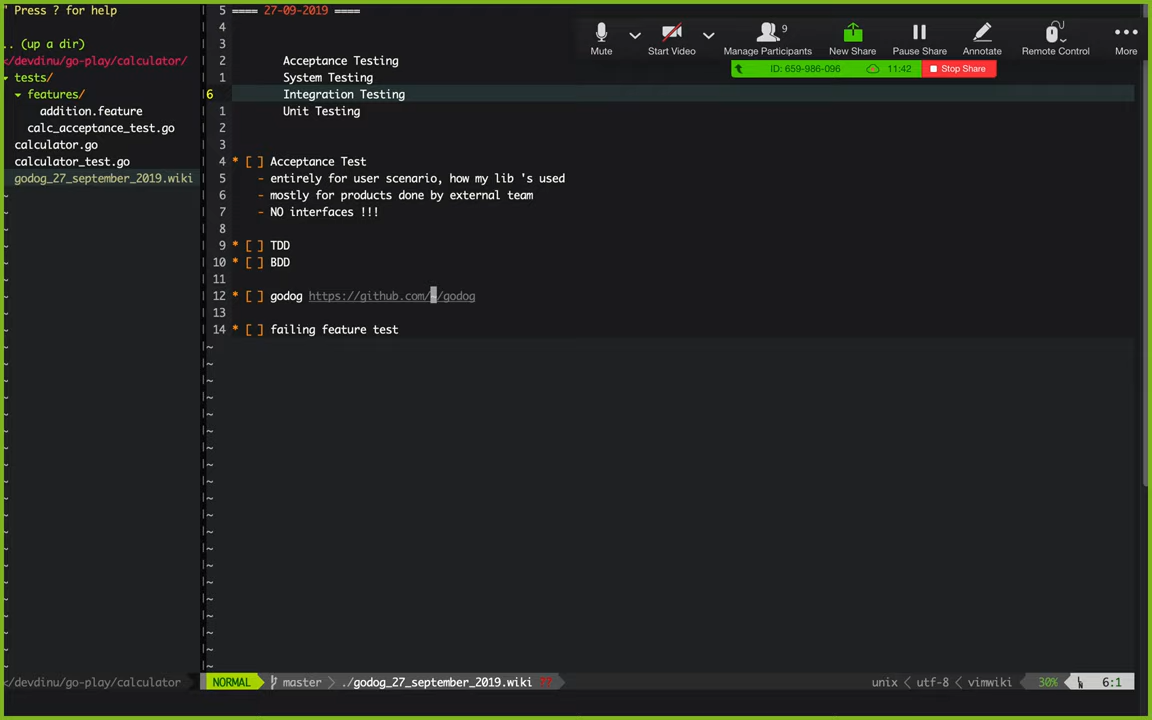 " Press ? for help
.. (up a dir)
</devdinu/go-play/calculator/
▾ tests/
▾ features/
addition.feature
calc_acceptance_test.go
calculator.go
calculator_test.go
godog_27_september_2019.wiki
5 ==== 27-09-2019 ====
4
3
2 Acceptance Testing
1 System Testing
6 Integration Testing
1 Unit Testing
2
3
4 * [ ] Acceptance Test
5 - entirely for user scenario, how my lib 's used
6 - mostly for products done by external team
7 - NO interfaces !!!
8
9 * [ ] TDD
10 * [ ] BDD
11
12 * [ ] godog https://github.com/~/godog
13
14 * [ ] failing feature test
Mute
Start Video
9
Manage Participants
New Share
Pause Share
Annotate
Remote Control
More
ID: 659-986-096 11:42 Stop Share
</devdinu/go-play/calculator NORMAL master ./godog_27_september_2019.wiki ?? unix < utf-8 < vimwiki 30% 6:1